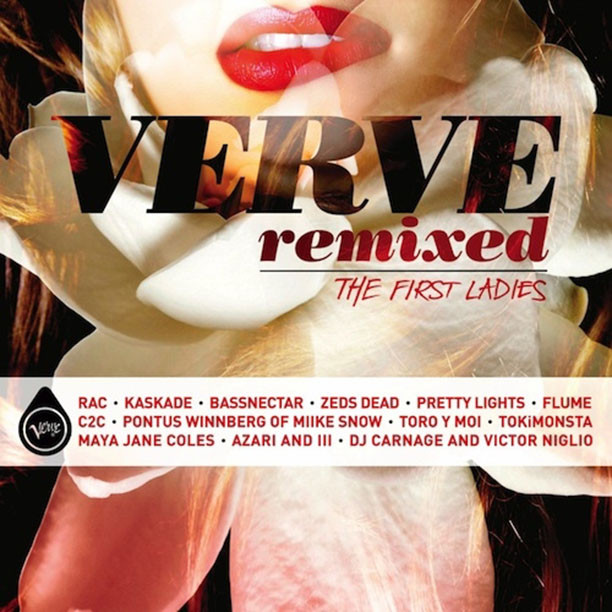 VERVE
remixed
THE FIRST LADIES
RAC • KASKADE • BASSNECTAR • ZEDS DEAD • PRETTY LIGHTS • FLUME
C2C • PONTUS WINNBERG OF MIIKE SNOW • TORO Y MOI • TOKiMONSTA
MAYA JANE COLES • AZARI AND III • DJ CARNAGE AND VICTOR NIGLIO
Verve